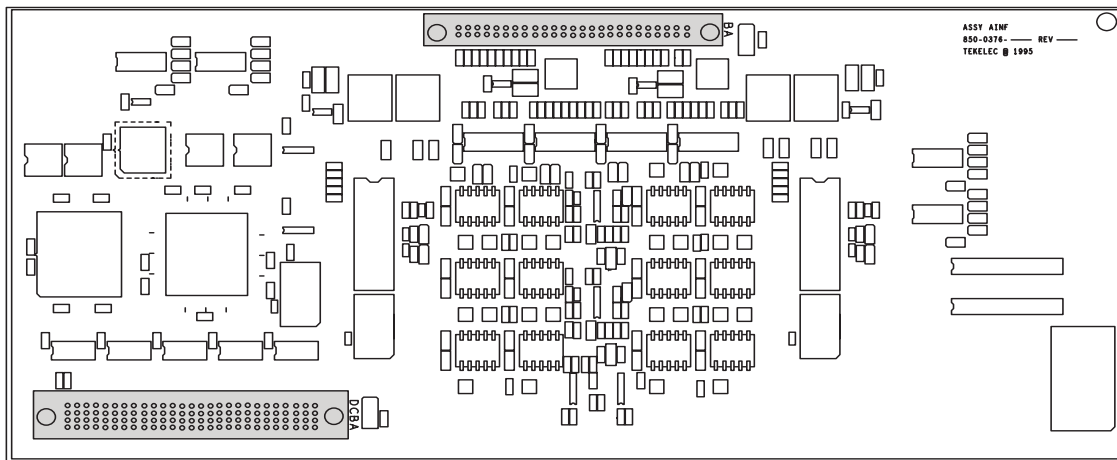 ASSY AINF
850-0376-—— REV ——
TEKELEC @ 1995
BA
DCBA